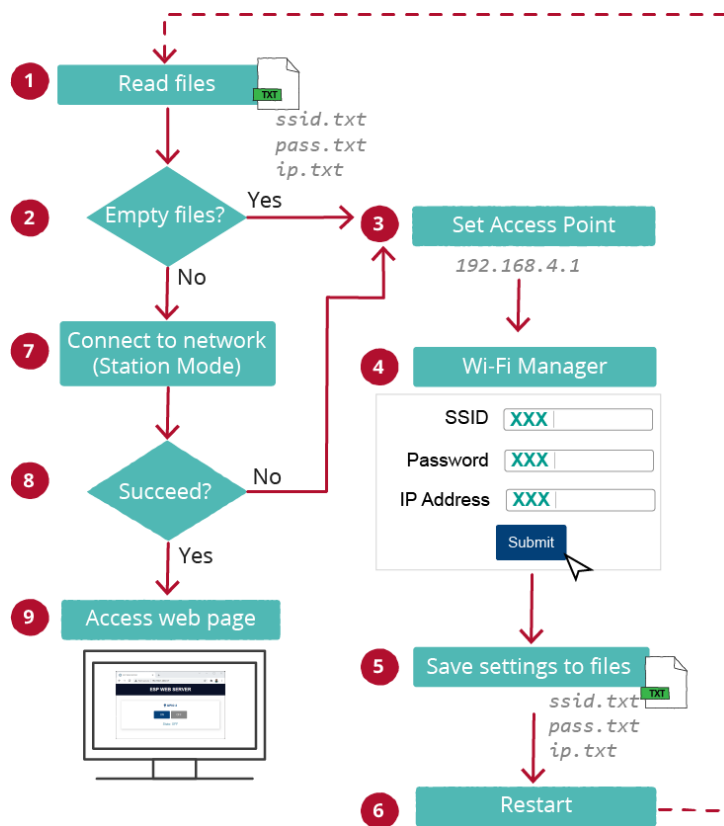 1
Read files
TXT
ssid.txt
pass.txt
ip.txt
2
Empty files?
Yes
No
3
Set Access Point
192.168.4.1
4
Wi-Fi Manager
SSID
XXX
Password
XXX
IP Address
XXX
Submit
5
Save settings to files
TXT
ssid.txt
pass.txt
ip.txt
6
Restart
7
Connect to network
(Station Mode)
8
Succeed?
No
Yes
9
Access web page
ESP WEB SERVER